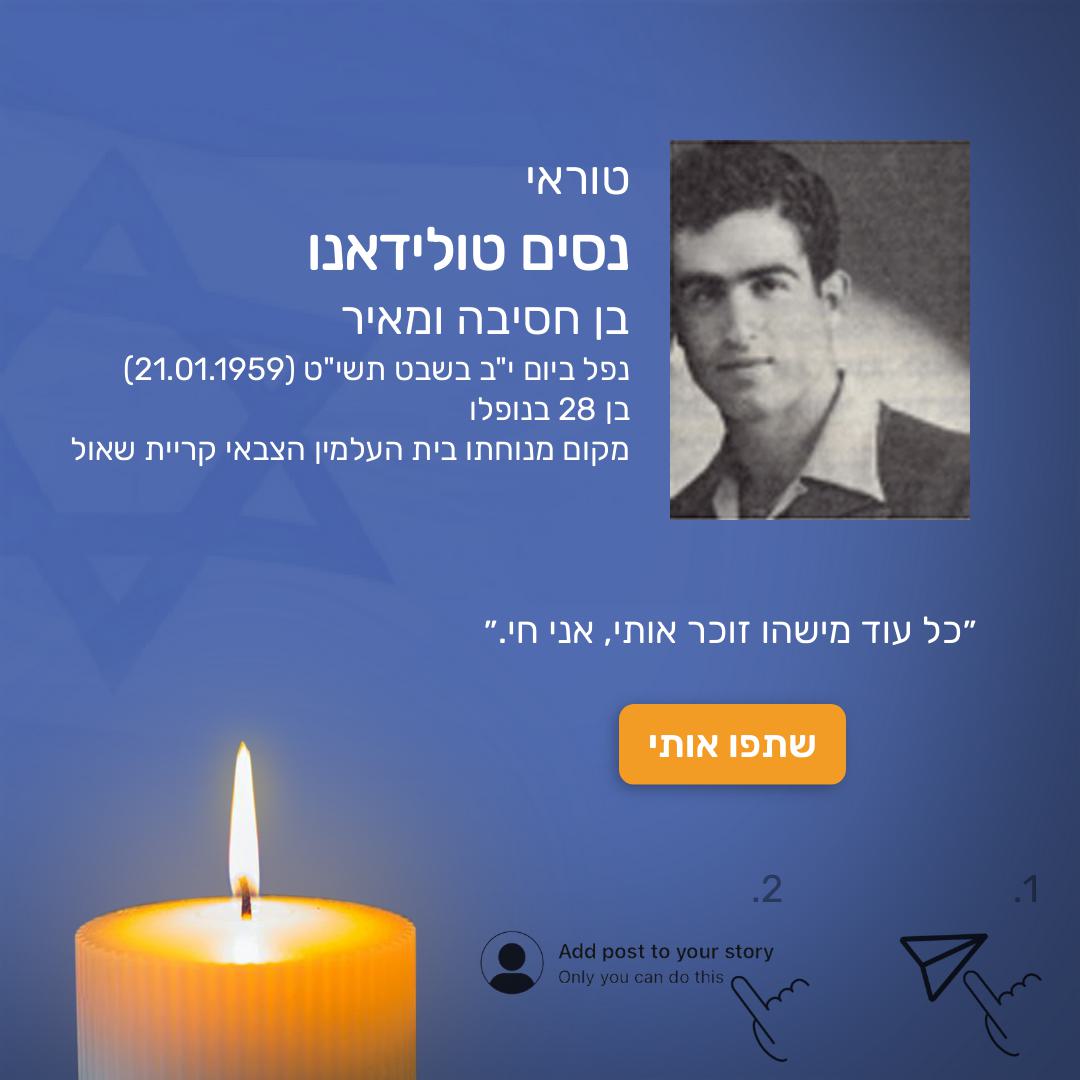 טוראי
נסים טולידאנו
בן חסיבה ומאיר
נפל ביום י"ב בשבט תשי"ט (21.01.1959)
בן 28 בנופלו
מקום מנוחתו בית העלמין הצבאי קריית שאול
״כל עוד מישהו זוכר אותי, אני חי.״
שתפו אותי
.1
.2
Add post to your story
Only you can do this